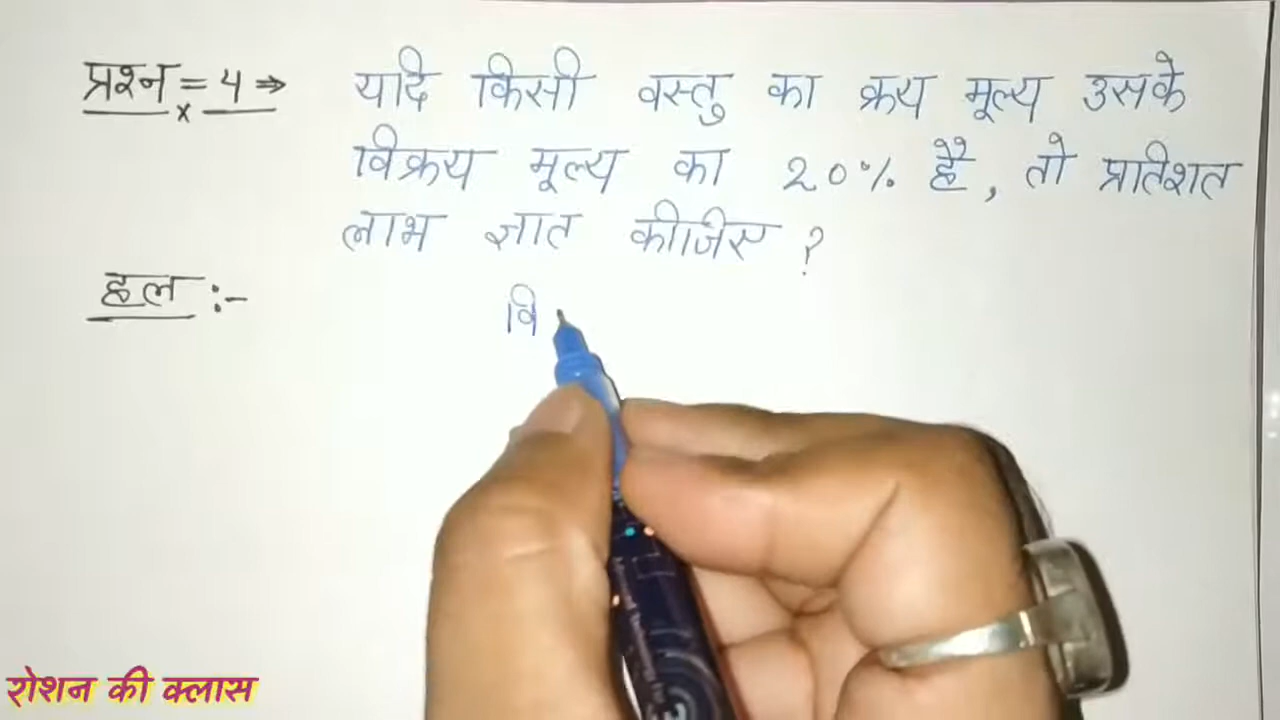 प्रश्न = 4 ⇒ यदि किसी वस्तु का क्रय मूल्य उसके
विक्रय मूल्य का 20% है, तो प्रतिशत
लाभ ज्ञात कीजिए ?
हल :-
वि
रोशन की क्लास